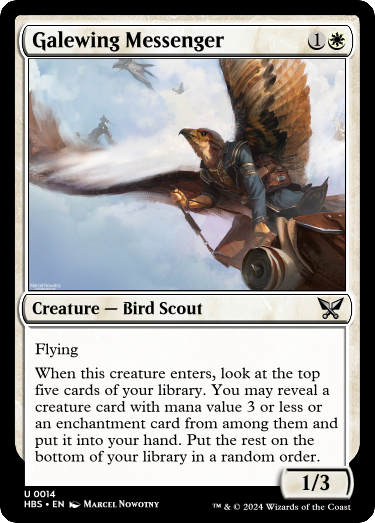 Galewing Messenger 1
Marcel Nowotny
Creature — Bird Scout
Flying
When this creature enters, look at the top
five cards of your library. You may reveal a
creature card with mana value 3 or less or
an enchantment card from among them and
put it into your hand. Put the rest on the
bottom of your library in a random order.
1/3
U 0014
HBS • EN Marcel Nowotny
™ & © 2024 Wizards of the Coast